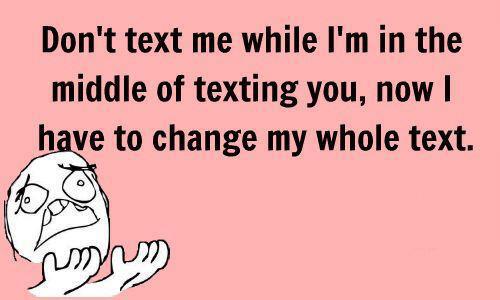 Don't text me while I'm in the
middle of texting you, now I
have to change my whole text.